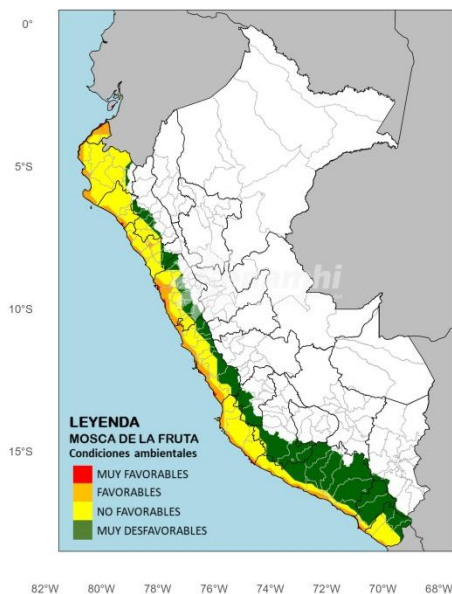 0°
5°S
10°S
15°S
LEYENDA
MOSCA DE LA FRUTA
Condiciones ambientales
MUY FAVORABLES
FAVORABLES
NO FAVORABLES
MUY DESFAVORABLES
82°W 80°W 78°W 76°W 74°W 72°W 70°W 68°W